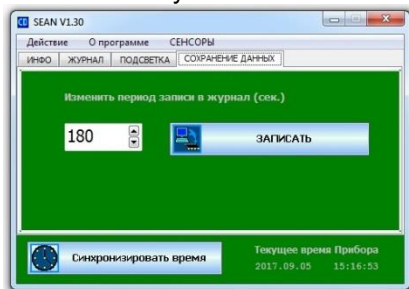 SEAN V1.30
Действие О программе СЕНСОРЫ
ИНФО ЖУРНАЛ ПОДСВЕТКА СОХРАНЕНИЕ ДАННЫХ
Изменить период записи в журнал (сек.)
180 ЗАПИСАТЬ
Синхронизировать время
Текущее время Прибора
2017.09.05 15:16:53